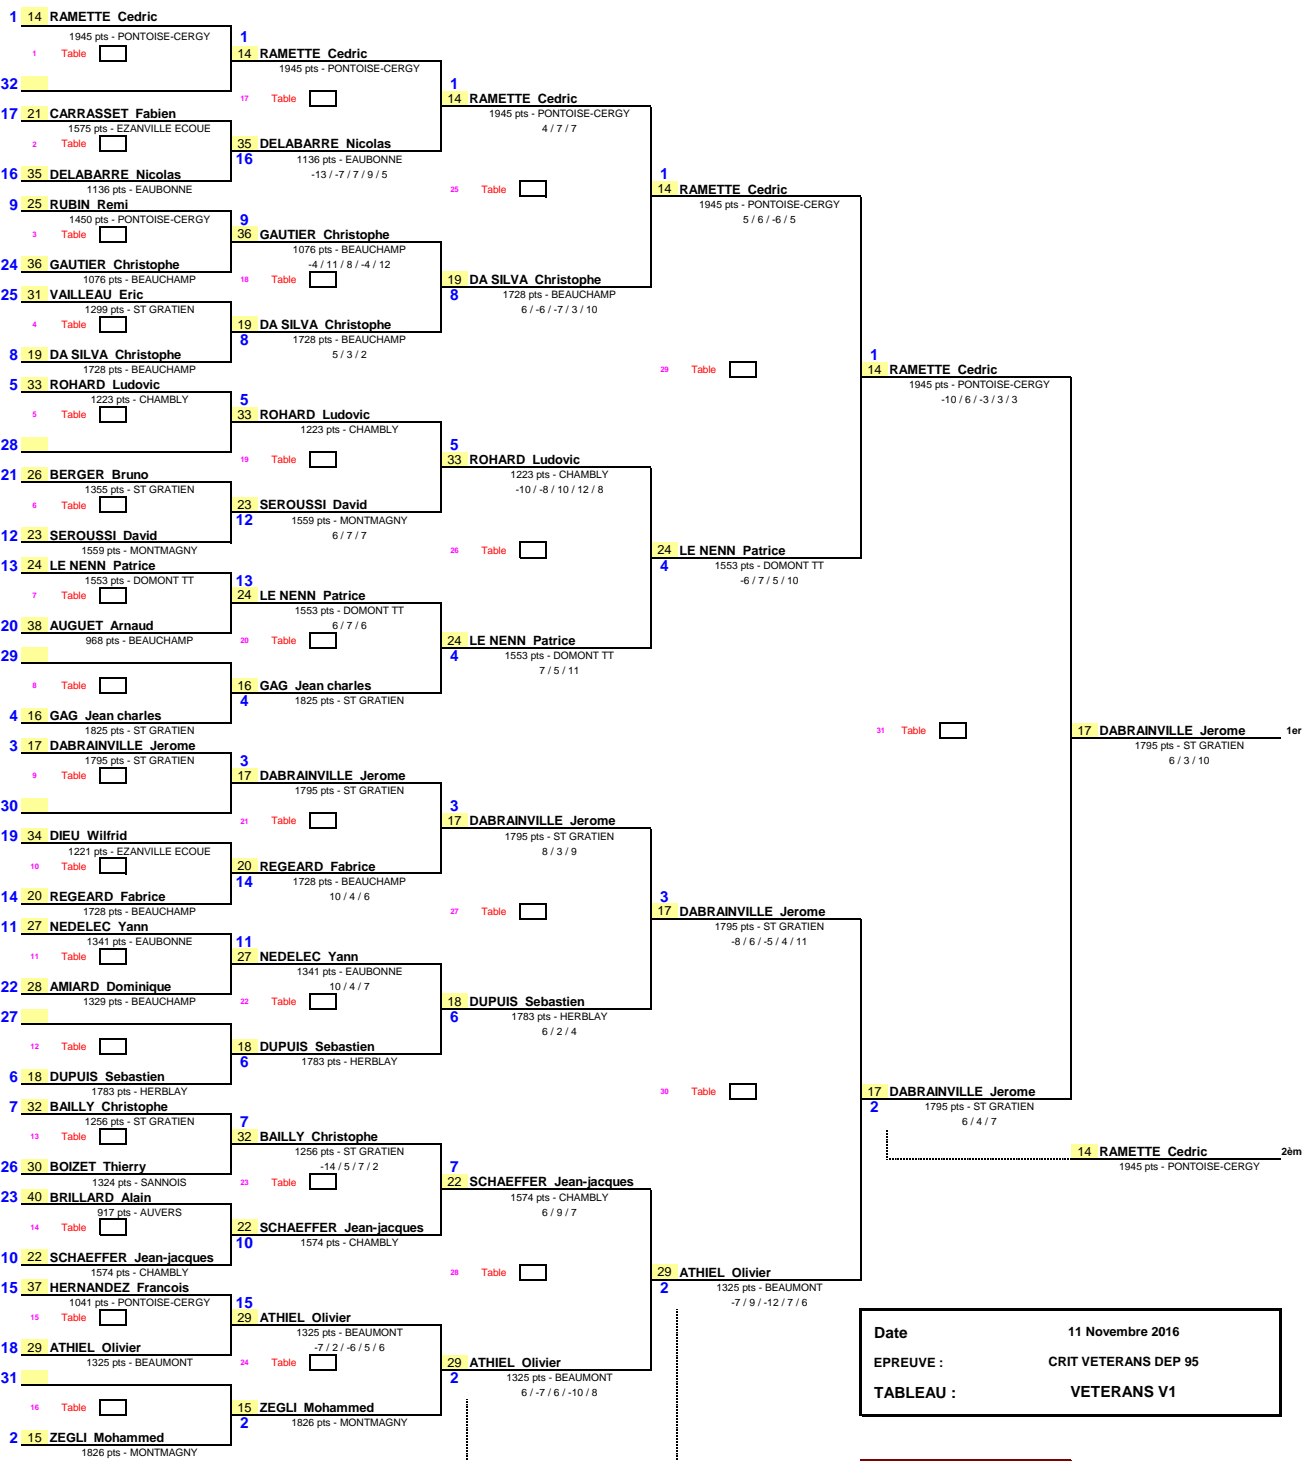 1 14 RAMETTE Cedric
1945 pts - PONTOISE-CERGY
1 Table
32
17 21 CARRASSET Fabien
1575 pts - EZANVILLE ECOUE
2 Table
16 35 DELABARRE Nicolas
1136 pts - EAUBONNE
9 25 RUBIN Remi
1450 pts - PONTOISE-CERGY
3 Table
24 36 GAUTIER Christophe
1076 pts - BEAUCHAMP
25 31 VAILLEAU Eric
1299 pts - ST GRATIEN
4 Table
8 19 DA SILVA Christophe
1728 pts - BEAUCHAMP
5 33 ROHARD Ludovic
1223 pts - CHAMBLY
5 Table
28
21 26 BERGER Bruno
1355 pts - ST GRATIEN
6 Table
12 23 SEROUSSI David
1559 pts - MONTMAGNY
13 24 LE NENN Patrice
1553 pts - DOMONT TT
7 Table
20 38 AUGUET Arnaud
968 pts - BEAUCHAMP
29
8 Table
4 16 GAG Jean charles
1825 pts - ST GRATIEN
3 17 DABRAINVILLE Jerome
1795 pts - ST GRATIEN
9 Table
30
19 34 DIEU Wilfrid
1221 pts - EZANVILLE ECOUE
10 Table
14 20 REGEARD Fabrice
1728 pts - BEAUCHAMP
11 27 NEDELEC Yann
1341 pts - EAUBONNE
11 Table
22 28 AMIARD Dominique
1329 pts - BEAUCHAMP
27
12 Table
6 18 DUPUIS Sebastien
1783 pts - HERBLAY
7 32 BAILLY Christophe
1256 pts - ST GRATIEN
13 Table
26 30 BOIZET Thierry
1324 pts - SANNOIS
23 40 BRILLARD Alain
917 pts - AUVERS
14 Table
10 22 SCHAEFFER Jean-jacques
1574 pts - CHAMBLY
15 37 HERNANDEZ Francois
1041 pts - PONTOISE-CERGY
15 Table
18 29 ATHIEL Olivier
1325 pts - BEAUMONT
31
16 Table
2 15 ZEGLI Mohammed
1826 pts - MONTMAGNY
1
14 RAMETTE Cedric
1945 pts - PONTOISE-CERGY
17 Table
35 DELABARRE Nicolas
16 1136 pts - EAUBONNE
-13 / -7 / 7 / 9 / 5
9
36 GAUTIER Christophe
1076 pts - BEAUCHAMP
-4 / 11 / 8 / -4 / 12
18 Table
19 DA SILVA Christophe
8 1728 pts - BEAUCHAMP
5 / 3 / 2
5
33 ROHARD Ludovic
1223 pts - CHAMBLY
19 Table
23 SEROUSSI David
12 1559 pts - MONTMAGNY
6 / 7 / 7
13
24 LE NENN Patrice
1553 pts - DOMONT TT
6 / 7 / 6
20 Table
16 GAG Jean charles
4 1825 pts - ST GRATIEN
3
17 DABRAINVILLE Jerome
1795 pts - ST GRATIEN
21 Table
20 REGEARD Fabrice
14 1728 pts - BEAUCHAMP
10 / 4 / 6
11
27 NEDELEC Yann
1341 pts - EAUBONNE
10 / 4 / 7
22 Table
18 DUPUIS Sebastien
6 1783 pts - HERBLAY
7
32 BAILLY Christophe
1256 pts - ST GRATIEN
-14 / 5 / 7 / 2
23 Table
22 SCHAEFFER Jean-jacques
10 1574 pts - CHAMBLY
15
29 ATHIEL Olivier
1325 pts - BEAUMONT
-7 / 2 / -6 / 5 / 6
24 Table
15 ZEGLI Mohammed
2 1826 pts - MONTMAGNY
1
14 RAMETTE Cedric
1945 pts - PONTOISE-CERGY
4 / 7 / 7
25 Table
19 DA SILVA Christophe
8 1728 pts - BEAUCHAMP
6 / -6 / -7 / 3 / 10
5
33 ROHARD Ludovic
1223 pts - CHAMBLY
-10 / -8 / 10 / 12 / 8
26 Table
24 LE NENN Patrice
4 1553 pts - DOMONT TT
7 / 5 / 11
3
17 DABRAINVILLE Jerome
1795 pts - ST GRATIEN
8 / 3 / 9
27 Table
18 DUPUIS Sebastien
6 1783 pts - HERBLAY
6 / 2 / 4
7
22 SCHAEFFER Jean-jacques
1574 pts - CHAMBLY
6 / 9 / 7
28 Table
29 ATHIEL Olivier
2 1325 pts - BEAUMONT
6 / -7 / 6 / -10 / 8
1
14 RAMETTE Cedric
1945 pts - PONTOISE-CERGY
5 / 6 / -6 / 5
29 Table
24 LE NENN Patrice
4 1553 pts - DOMONT TT
-6 / 7 / 5 / 10
3
17 DABRAINVILLE Jerome
1795 pts - ST GRATIEN
-8 / 6 / -5 / 4 / 11
30 Table
29 ATHIEL Olivier
2 1325 pts - BEAUMONT
-7 / 9 / -12 / 7 / 6
1
14 RAMETTE Cedric
1945 pts - PONTOISE-CERGY
-10 / 6 / -3 / 3 / 3
31 Table
17 DABRAINVILLE Jerome
2 1795 pts - ST GRATIEN
6 / 4 / 7
17 DABRAINVILLE Jerome 1er
1795 pts - ST GRATIEN
6 / 3 / 10
14 RAMETTE Cedric 2èm
1945 pts - PONTOISE-CERGY
Date 11 Novembre 2016
EPREUVE : CRIT VETERANS DEP 95
TABLEAU : VETERANS V1